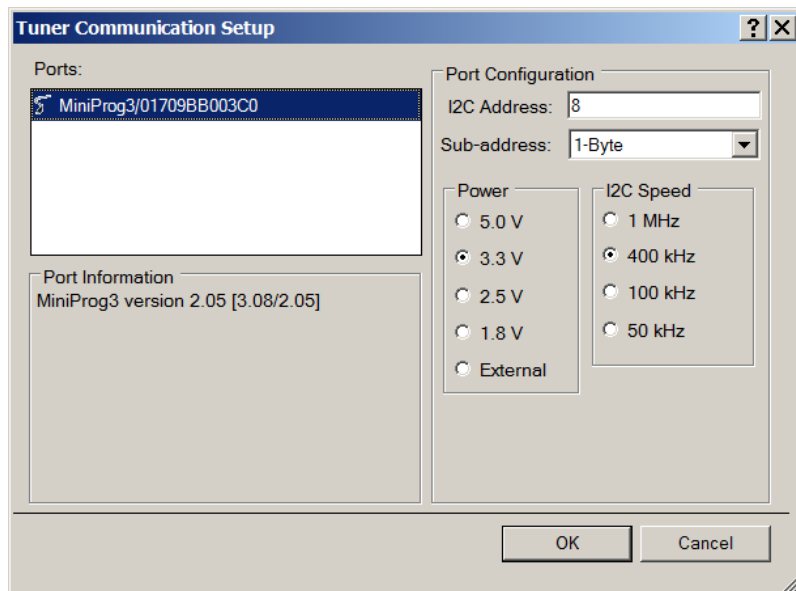 Tuner Communication Setup
Ports:
MiniProg3/01709BB003C0
Port Information
MiniProg3 version 2.05 [3.08/2.05]
Port Configuration
I2C Address: 8
Sub-address: 1-Byte
Power
5.0 V
3.3 V
2.5 V
1.8 V
External
I2C Speed
1 MHz
400 kHz
100 kHz
50 kHz
OK
Cancel